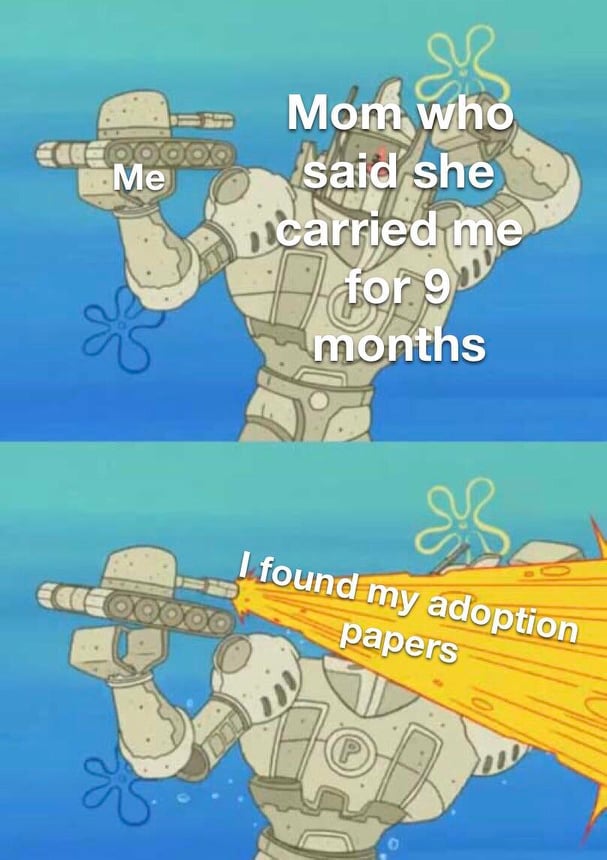 Me
Mom who
said she
carried me
for 9
months
P
I found my adoption
papers
P